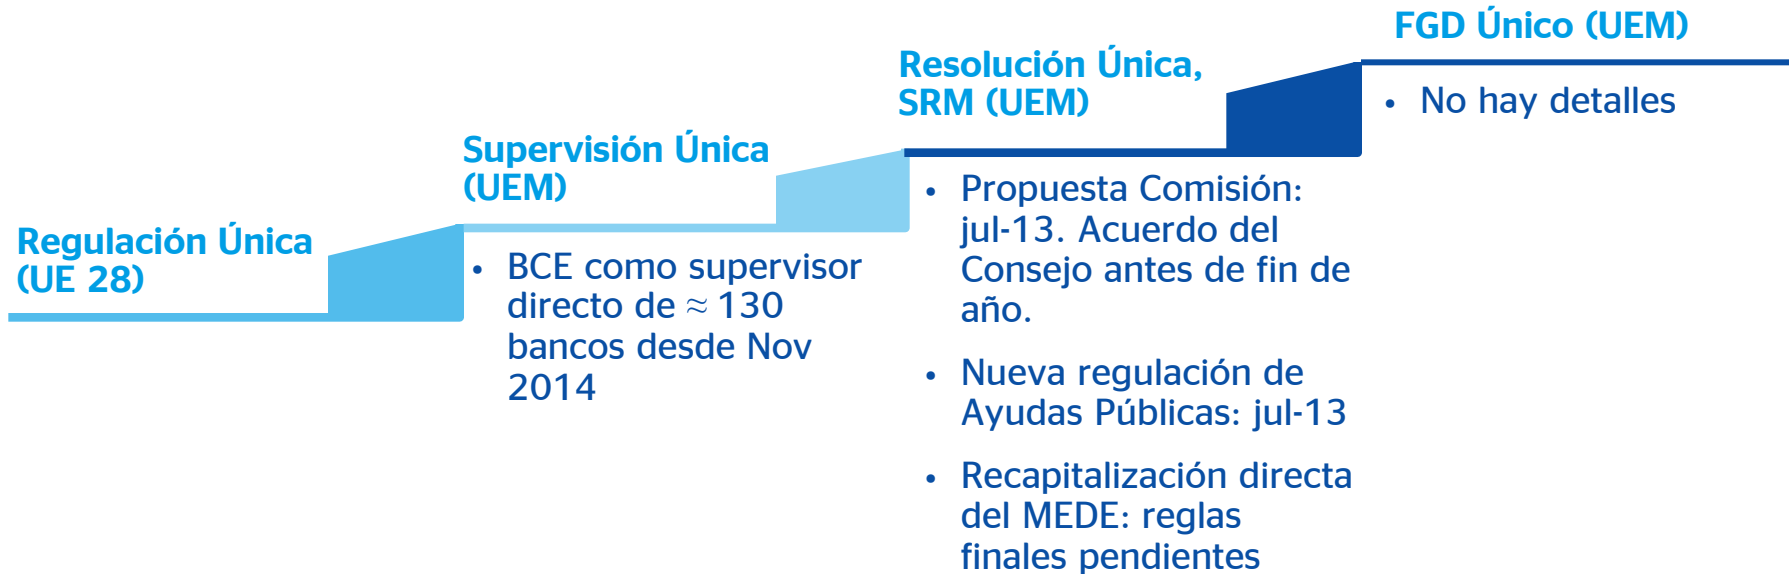 Regulación Única
(UE 28)
Supervisión Única
(UEM)
• BCE como supervisor
directo de ≈ 130
bancos desde Nov
2014
Resolución Única,
SRM (UEM)
• Propuesta Comisión:
jul-13. Acuerdo del
Consejo antes de fin de
año.
• Nueva regulación de
Ayudas Públicas: jul-13
• Recapitalización directa
del MEDE: reglas
finales pendientes
FGD Único (UEM)
• No hay detalles